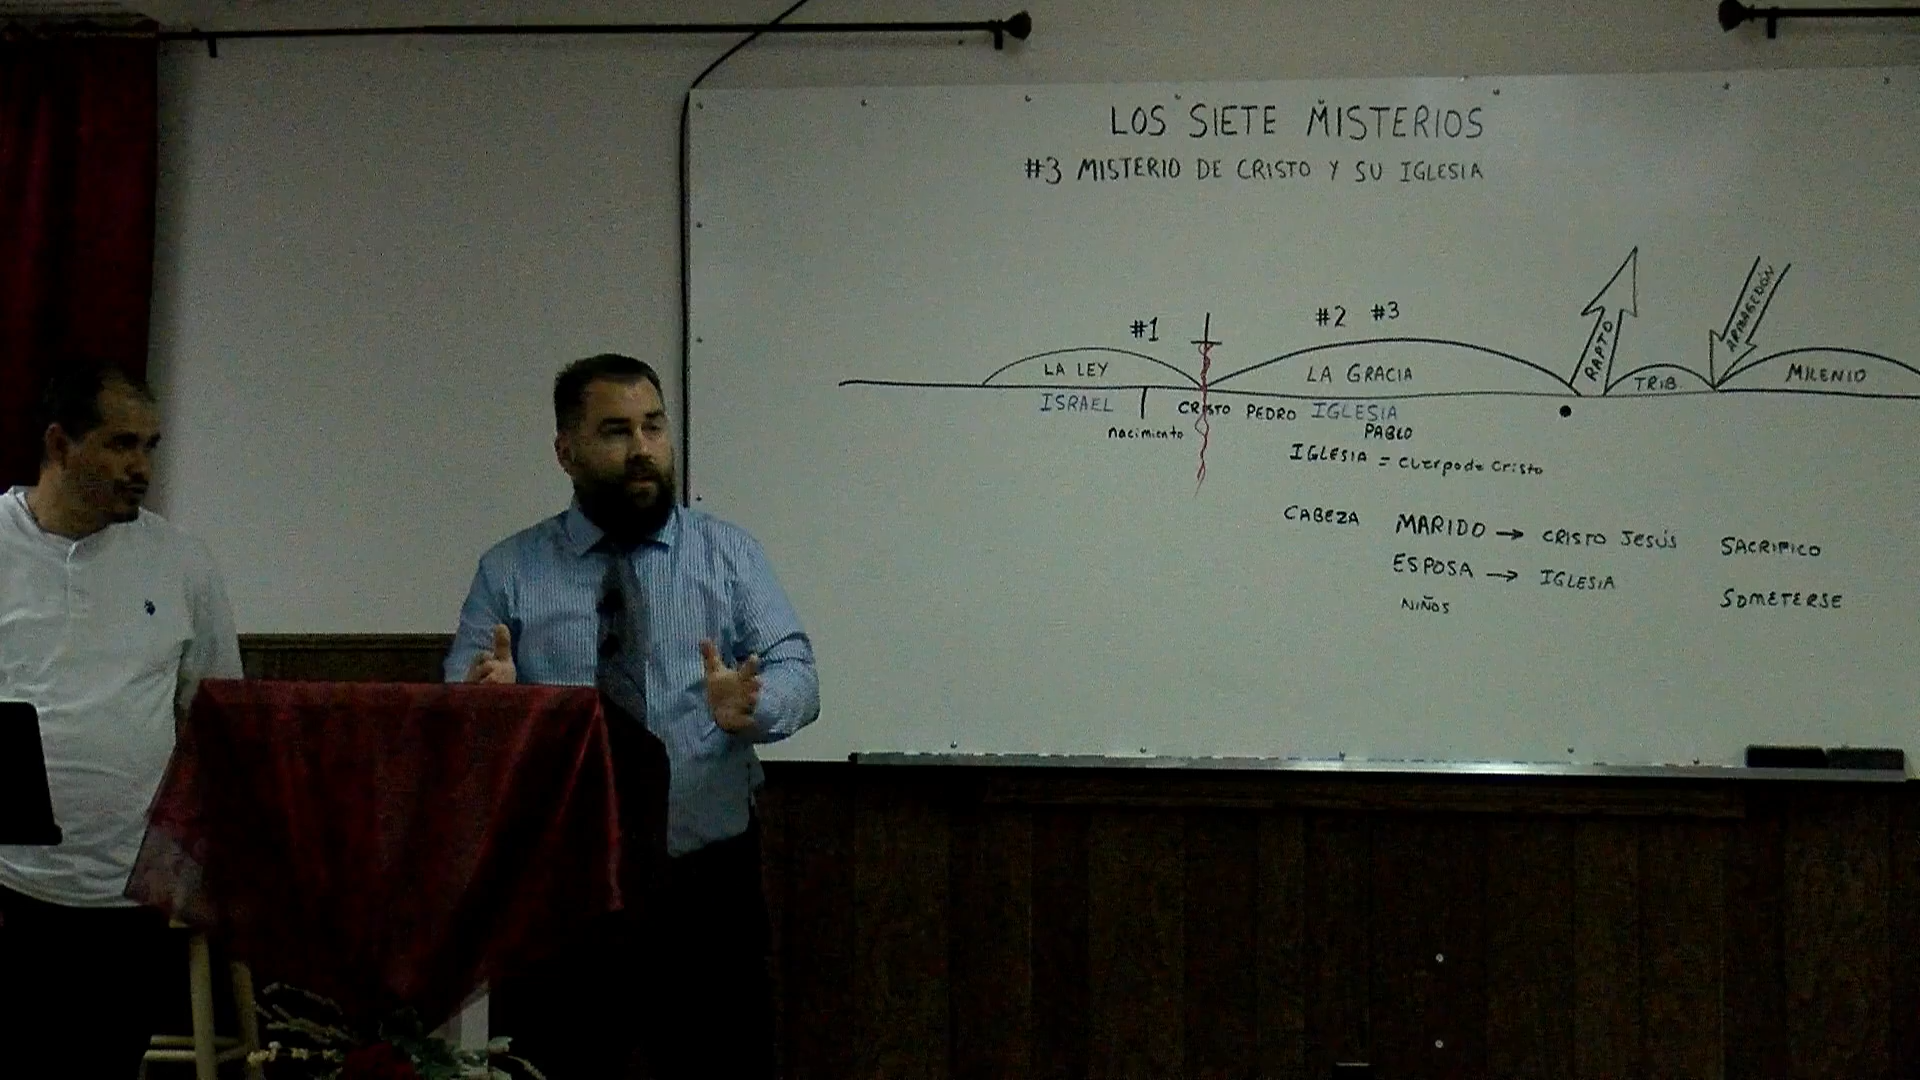 LOS SIETE MISTERIOS
#3 MISTERIO DE CRISTO Y SU IGLESIA
#1 #2 #3
LA LEY LA GRACIA RAPTO TRIB. ARMAGEDÓN MILENIO
ISRAEL CRISTO PEDRO IGLESIA
nacimiento PABLO
IGLESIA = cuerpo de Cristo
CABEZA MARIDO → CRISTO JESÚS SACRIFICO
ESPOSA → IGLESIA SOMETERSE
NIÑOS